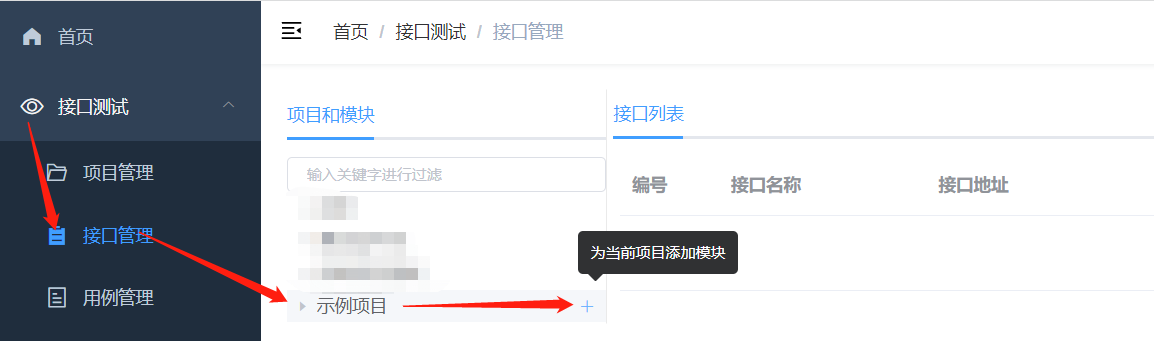 首页
接口测试
项目管理
接口管理
用例管理
首页 / 接口测试 / 接口管理
项目和模块
输入关键字进行过滤
示例项目
为当前项目添加模块
接口列表
编号 接口名称 接口地址